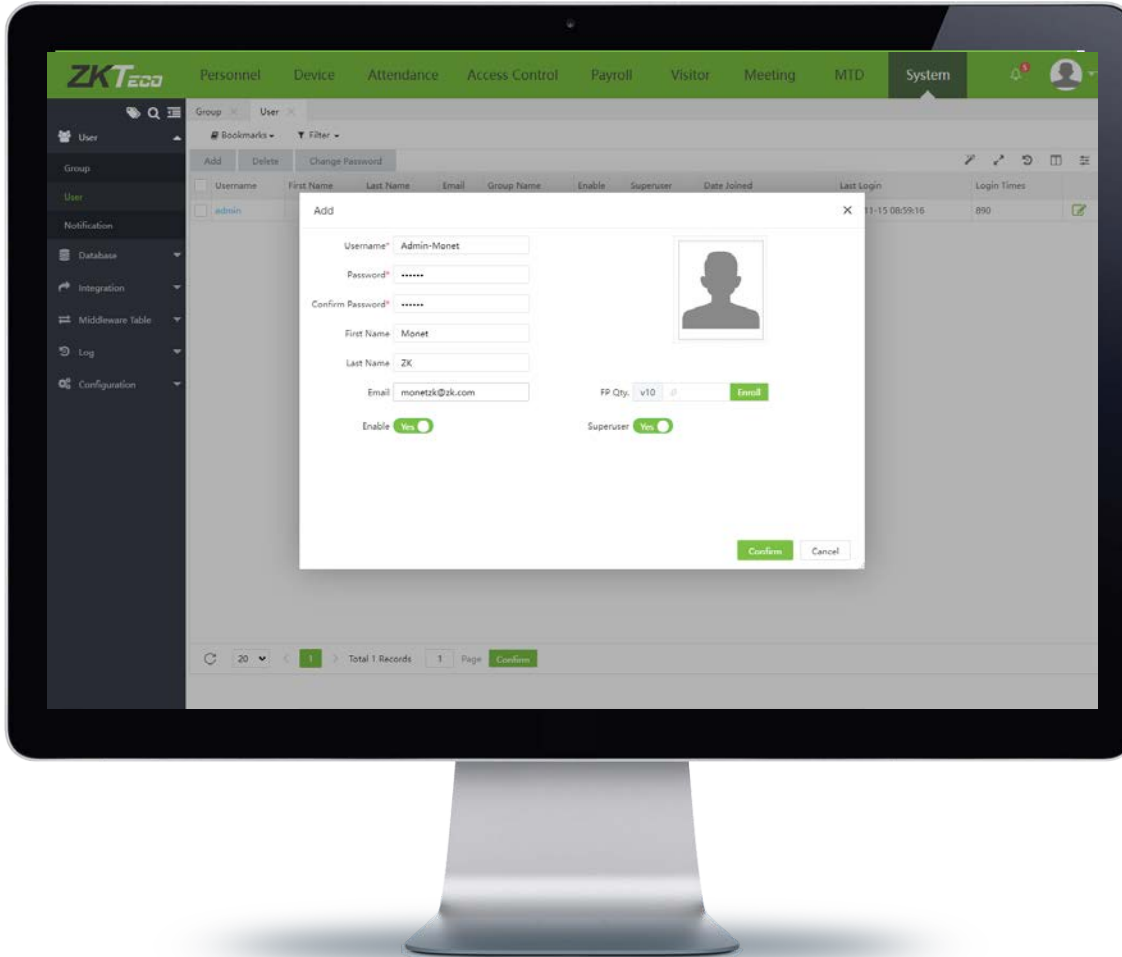 ZKTeco Personnel Device Attendance Access Control Payroll Visitor Meeting MTD System 5
Group User
Bookmarks Filter
Add Delete Change Password
Username First Name Last Name Email Group Name Enable Superuser Date Joined Last Login Login Times
admin 11-15 08:59:16 890
User
Group
User
Notification
Database
Integration
Middleware Table
Log
Configuration
Add
Username* Admin-Monet
Password* ••••••
Confirm Password* ••••••
First Name Monet
Last Name ZK
Email monetzk@zk.com FP Qty. v10 0 Enroll
Enable Yes Superuser Yes
Confirm Cancel
20 1 Total 1 Records 1 Page Confirm